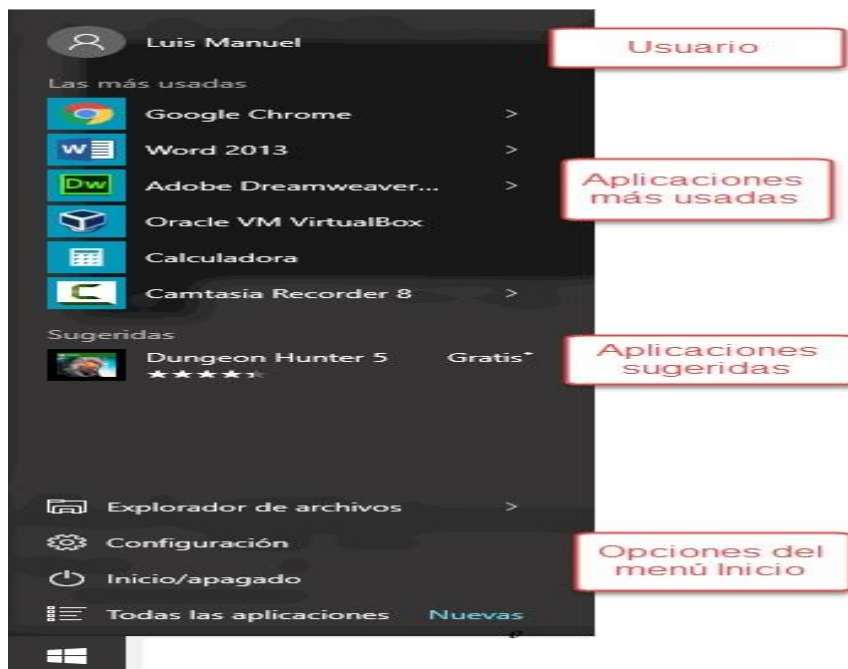 Luis Manuel
Usuario
Las más usadas
Google Chrome >
W Word 2013 >
Dw Adobe Dreamweaver... >
Aplicaciones
más usadas
Oracle VM VirtualBox
Calculadora
C Camtasia Recorder 8 >
Sugeridas
Dungeon Hunter 5 Gratis+
Aplicaciones
sugeridas
Explorador de archivos >
Configuración
Opciones del
menú Inicio
Inicio/apagado
Todas las aplicaciones Nuevas